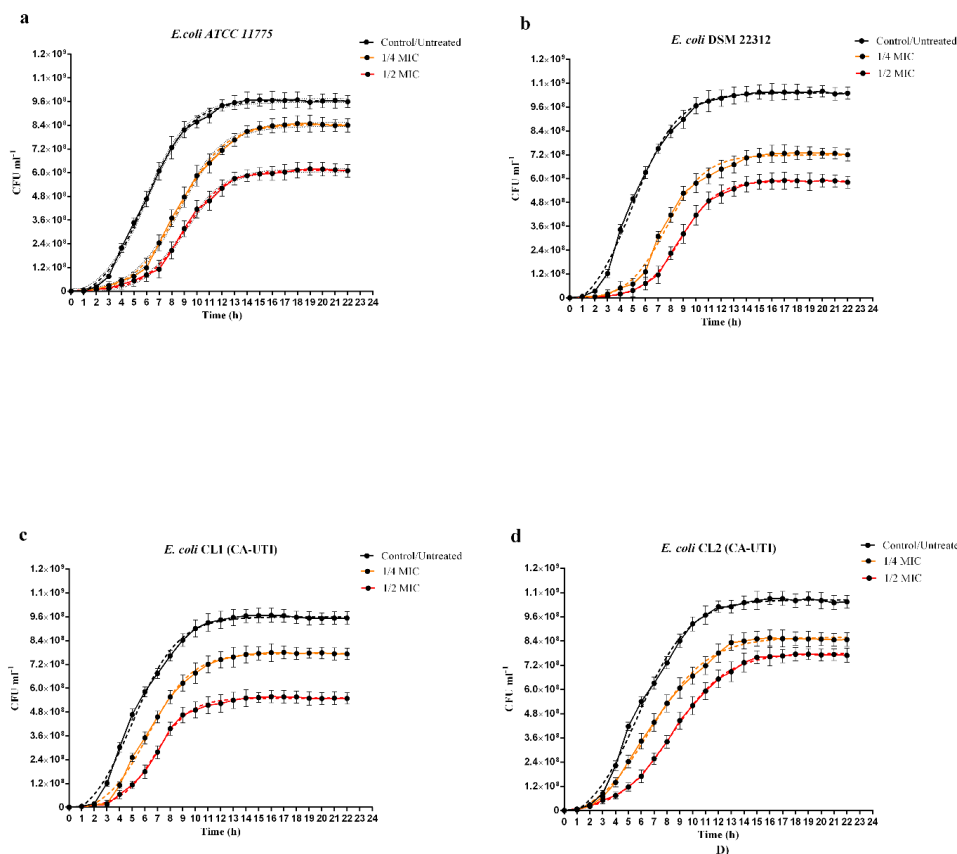 a
E.coli ATCC 11775
Control/Untreated
1/4 MIC
1/2 MIC
1.2×10⁹
1.1×10⁹
9.6×10⁸
8.4×10⁸
7.2×10⁸
6.0×10⁸
4.8×10⁸
3.6×10⁸
2.4×10⁸
1.2×10⁸
CFU ml⁻¹
0 1 2 3 4 5 6 7 8 9 10 11 12 13 14 15 16 17 18 19 20 21 22 23 24
Time (h)
b
E. coli DSM 22312
Control/Untreated
1/4 MIC
1/2 MIC
1.2×10⁹
1.1×10⁹
9.6×10⁸
8.4×10⁸
7.2×10⁸
6.0×10⁸
4.8×10⁸
3.6×10⁸
2.4×10⁸
1.2×10⁸
CFU ml⁻¹
0 1 2 3 4 5 6 7 8 9 10 11 12 13 14 15 16 17 18 19 20 21 22 23 24
Time (h)
c
E. coli CL1 (CA-UTI)
Control/Untreated
1/4 MIC
1/2 MIC
1.2×10⁹
1.1×10⁹
9.6×10⁸
8.4×10⁸
7.2×10⁸
6.0×10⁸
4.8×10⁸
3.6×10⁸
2.4×10⁸
1.2×10⁸
CFU ml⁻¹
0 1 2 3 4 5 6 7 8 9 10 11 12 13 14 15 16 17 18 19 20 21 22 23 24
Time (h)
d
E. coli CL2 (CA-UTI)
Control/Untreated
1/4 MIC
1/2 MIC
1.2×10⁹
1.1×10⁹
9.6×10⁸
8.4×10⁸
7.2×10⁸
6.0×10⁸
4.8×10⁸
3.6×10⁸
2.4×10⁸
1.2×10⁸
CFU ml⁻¹
0 1 2 3 4 5 6 7 8 9 10 11 12 13 14 15 16 17 18 19 20 21 22 23 24
Time (h)
D)